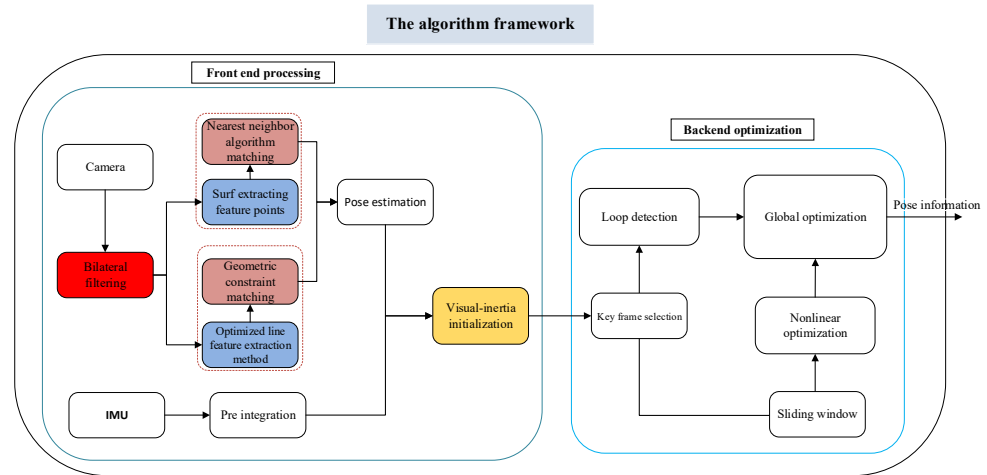 The algorithm framework
Front end processing
Nearest neighbor
algorithm
matching
Camera
Surf extracting
feature points
Pose estimation
Bilateral
filtering
Geometric
constraint
matching
Optimized line
feature extraction
method
Visual-inertia
initialization
IMU
Pre integration
Backend optimization
Loop detection
Global optimization
Pose information
Key frame selection
Nonlinear
optimization
Sliding window